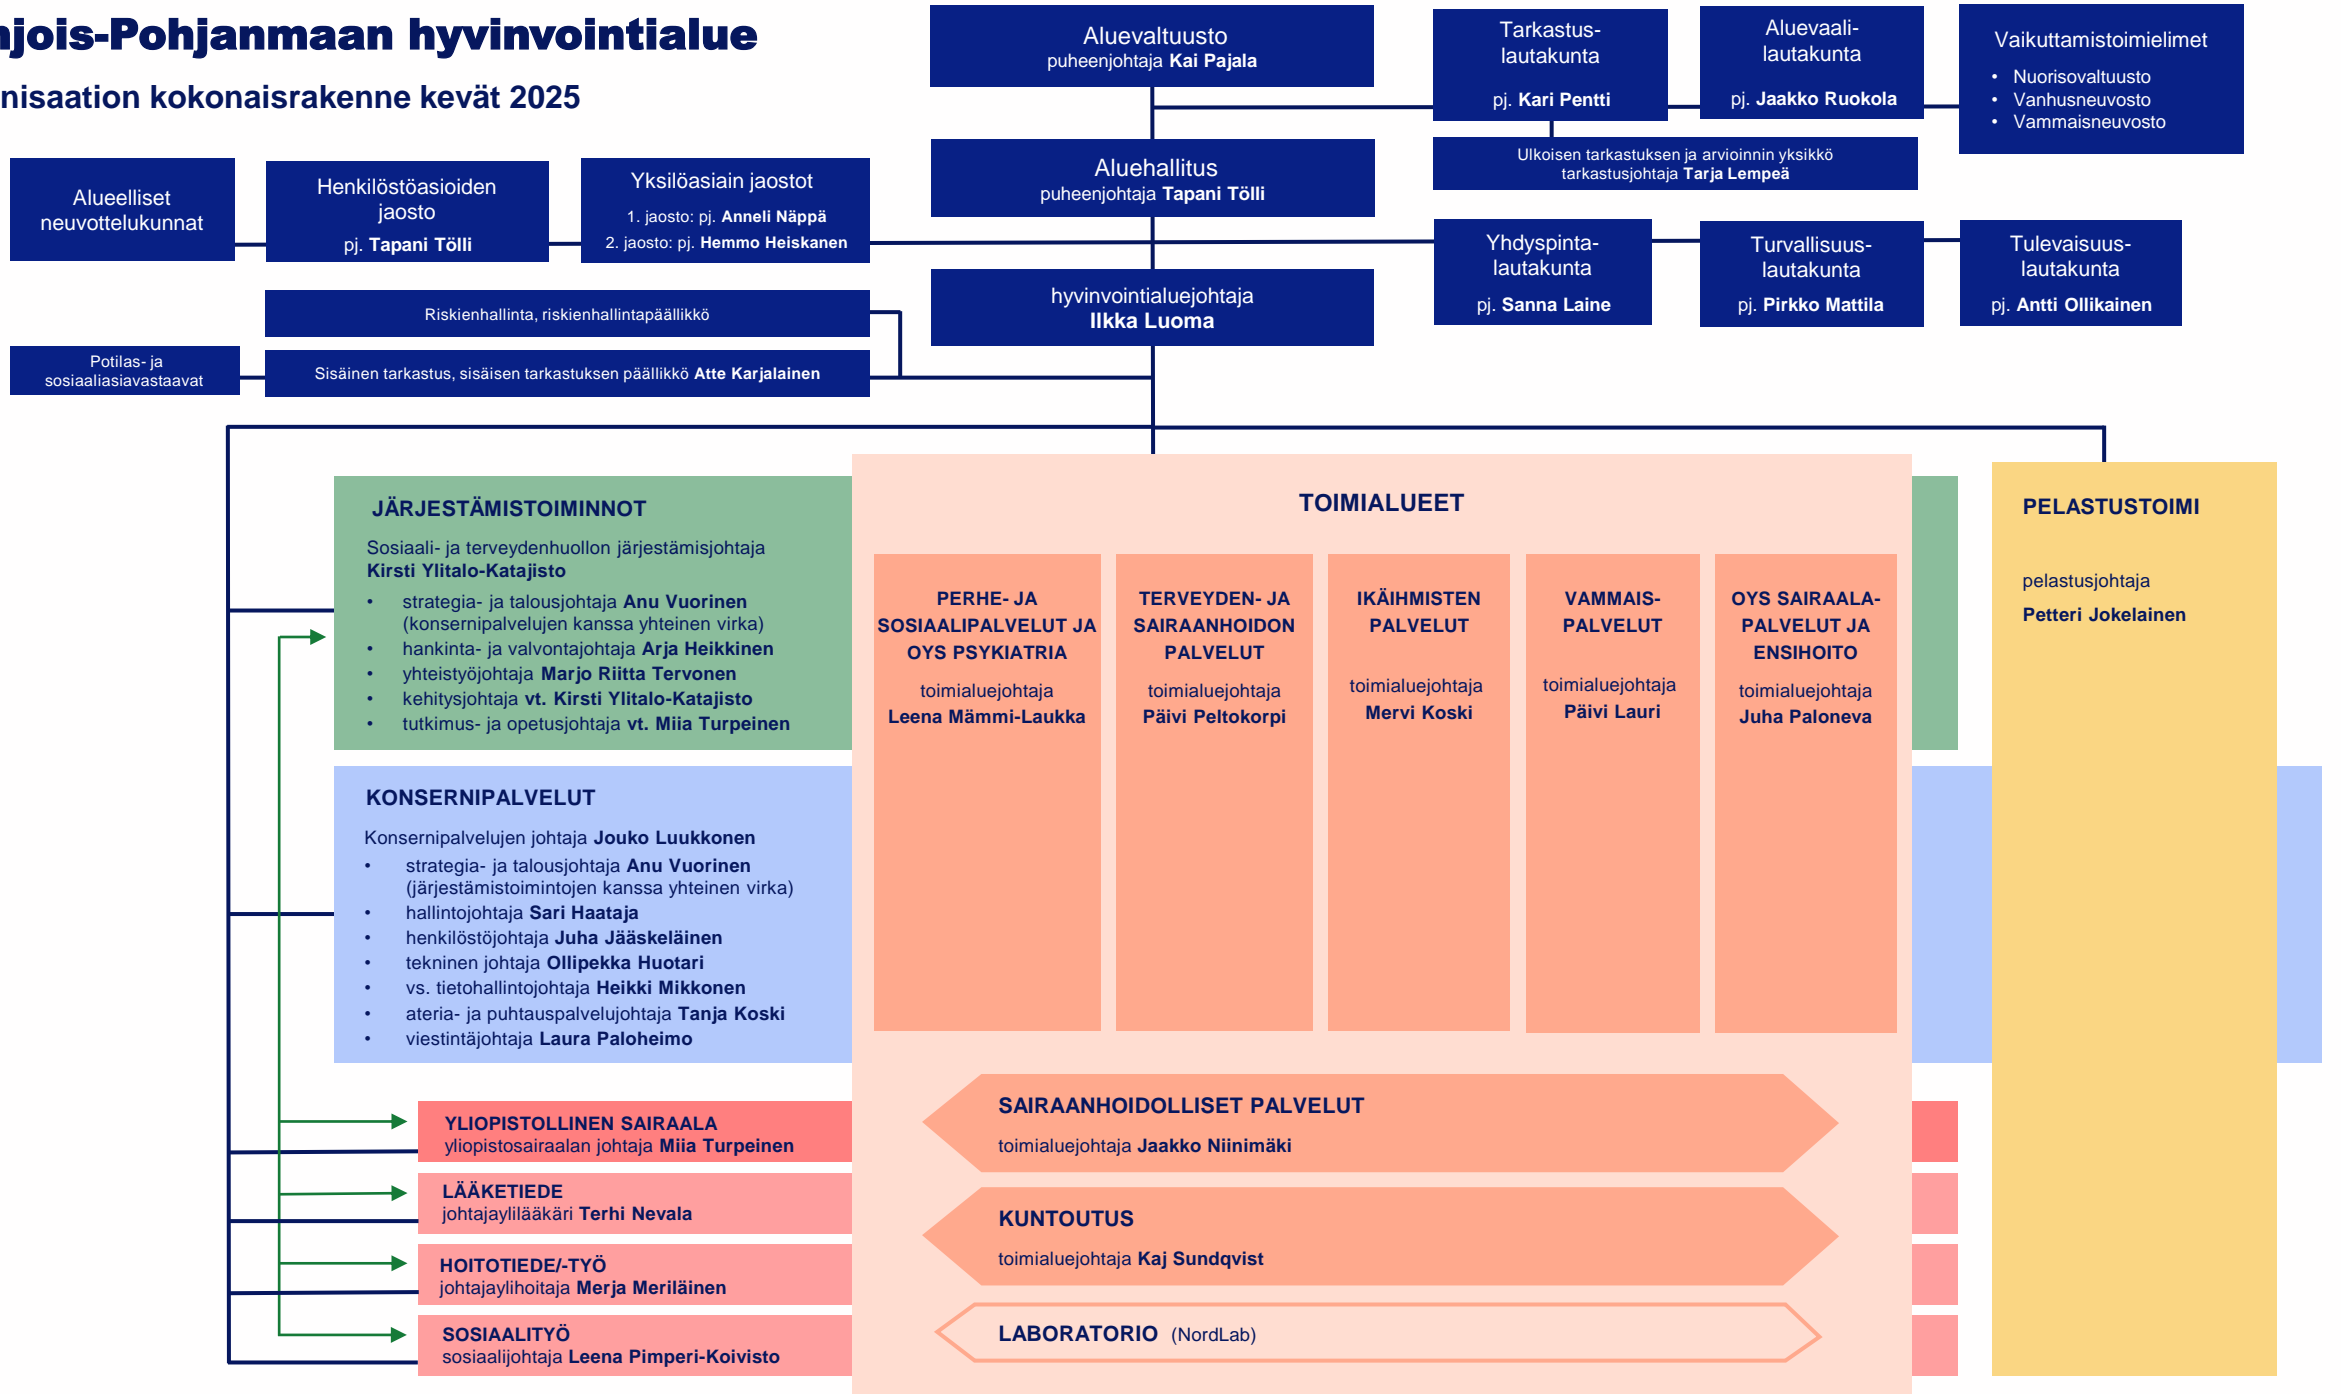 jois-Pohjanmaan hyvinvointialue
nisaation kokonaisrakenne kevät 2025
Aluevaltuusto
puheenjohtaja Kai Pajala
Tarkastus-
lautakunta
pj. Kari Pentti
Aluevaali-
lautakunta
pj. Jaakko Ruokola
Vaikuttamistoimielimet
• Nuorisovaltuusto
• Vanhusneuvosto
• Vammaisneuvosto
Ulkoisen tarkastuksen ja arvioinnin yksikkö
tarkastusjohtaja Tarja Lempeä
Aluehallitus
puheenjohtaja Tapani Tölli
Alueelliset
neuvottelukunnat
Henkilöstöasioiden
jaosto
pj. Tapani Tölli
Yksilöasiain jaostot
1. jaosto: pj. Anneli Näppä
2. jaosto: pj. Hemmo Heiskanen
Yhdyspinta-
lautakunta
pj. Sanna Laine
Turvallisuus-
lautakunta
pj. Pirkko Mattila
Tulevaisuus-
lautakunta
pj. Antti Ollikainen
hyvinvointialuejohtaja
Ilkka Luoma
Riskienhallinta, riskienhallintapäällikkö
Potilas- ja
sosiaaliasiavastaavat
Sisäinen tarkastus, sisäisen tarkastuksen päällikkö Atte Karjalainen
JÄRJESTÄMISTOIMINNOT
Sosiaali- ja terveydenhuollon järjestämisjohtaja
Kirsti Ylitalo-Katajisto
• strategia- ja talousjohtaja Anu Vuorinen
(konsernipalvelujen kanssa yhteinen virka)
• hankinta- ja valvontajohtaja Arja Heikkinen
• yhteistyöjohtaja Marjo Riitta Tervonen
• kehitysjohtaja vt. Kirsti Ylitalo-Katajisto
• tutkimus- ja opetusjohtaja vt. Miia Turpeinen
KONSERNIPALVELUT
Konsernipalvelujen johtaja Jouko Luukkonen
• strategia- ja talousjohtaja Anu Vuorinen
(järjestämistoimintojen kanssa yhteinen virka)
• hallintojohtaja Sari Haataja
• henkilöstöjohtaja Juha Jääskeläinen
• tekninen johtaja Ollipekka Huotari
• vs. tietohallintojohtaja Heikki Mikkonen
• ateria- ja puhtauspalvelujohtaja Tanja Koski
• viestintäjohtaja Laura Paloheimo
YLIOPISTOLLINEN SAIRAALA
yliopistosairaalan johtaja Miia Turpeinen
LÄÄKETIEDE
johtajaylilääkäri Terhi Nevala
HOITOTIEDE/-TYÖ
johtajaylihoitaja Merja Meriläinen
SOSIAALITYÖ
sosiaalijohtaja Leena Pimperi-Koivisto
TOIMIALUEET
PERHE- JA
SOSIAALIPALVELUT JA
OYS PSYKIATRIA
toimialuejohtaja
Leena Mämmi-Laukka
TERVEYDEN- JA
SAIRAANHOIDON
PALVELUT
toimialuejohtaja
Päivi Peltokorpi
IKÄIHMISTEN
PALVELUT
toimialuejohtaja
Mervi Koski
VAMMAIS-
PALVELUT
toimialuejohtaja
Päivi Lauri
OYS SAIRAALA-
PALVELUT JA
ENSIHOITO
toimialuejohtaja
Juha Paloneva
SAIRAANHOIDOLLISET PALVELUT
toimialuejohtaja Jaakko Niinimäki
KUNTOUTUS
toimialuejohtaja Kaj Sundqvist
LABORATORIO (NordLab)
PELASTUSTOIMI
pelastusjohtaja
Petteri Jokelainen